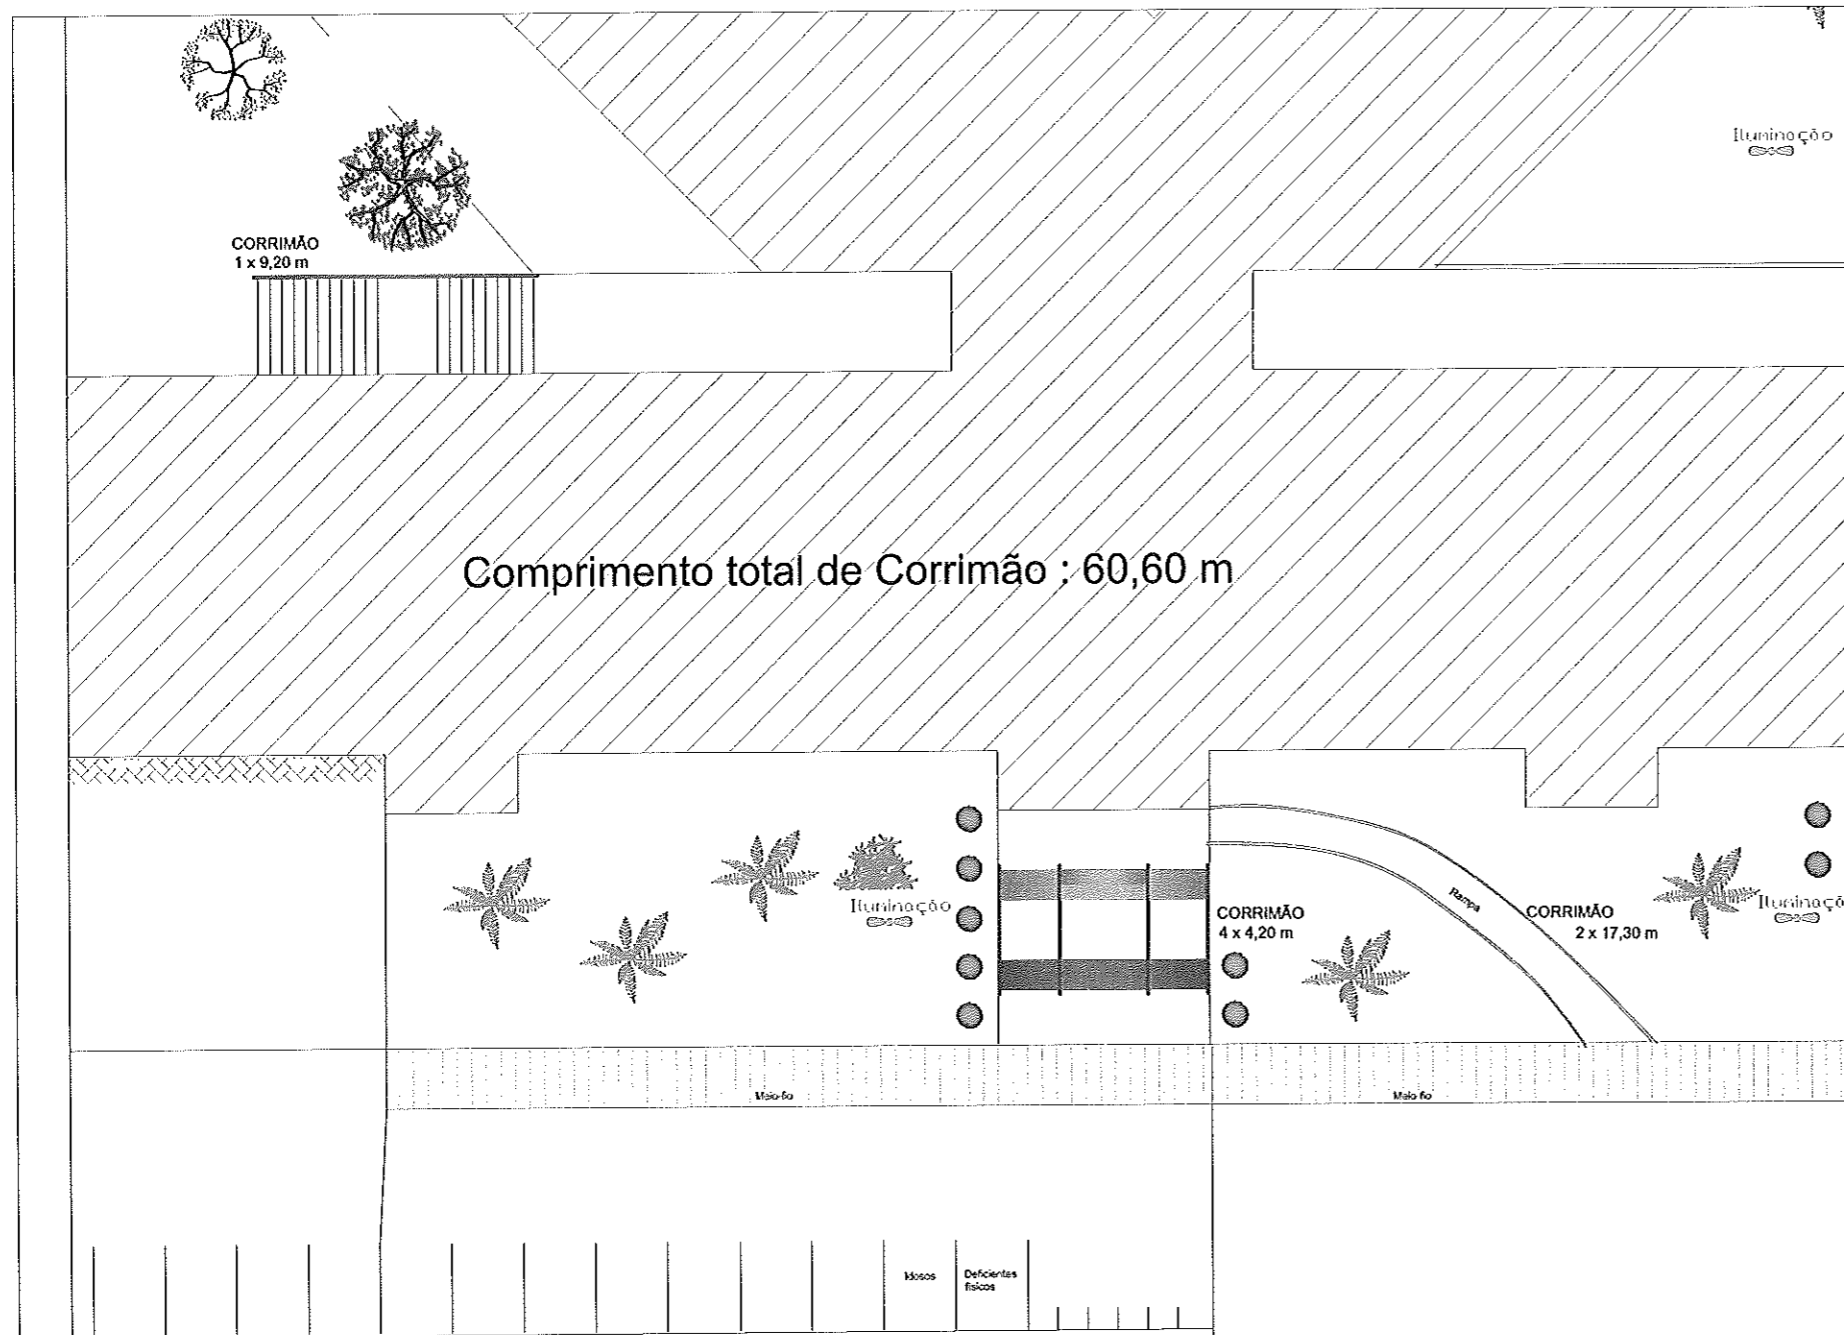 Iluminação
CORRIMÃO
1 x 9,20 m
Comprimento total de Corrimão : 60,60 m
Iluminação
CORRIMÃO
4 x 4,20 m
Rampa
CORRIMÃO
2 x 17,30 m
Iluminaçã
Meio-fio
Meio fio
Idosos
Deficientes
físicos